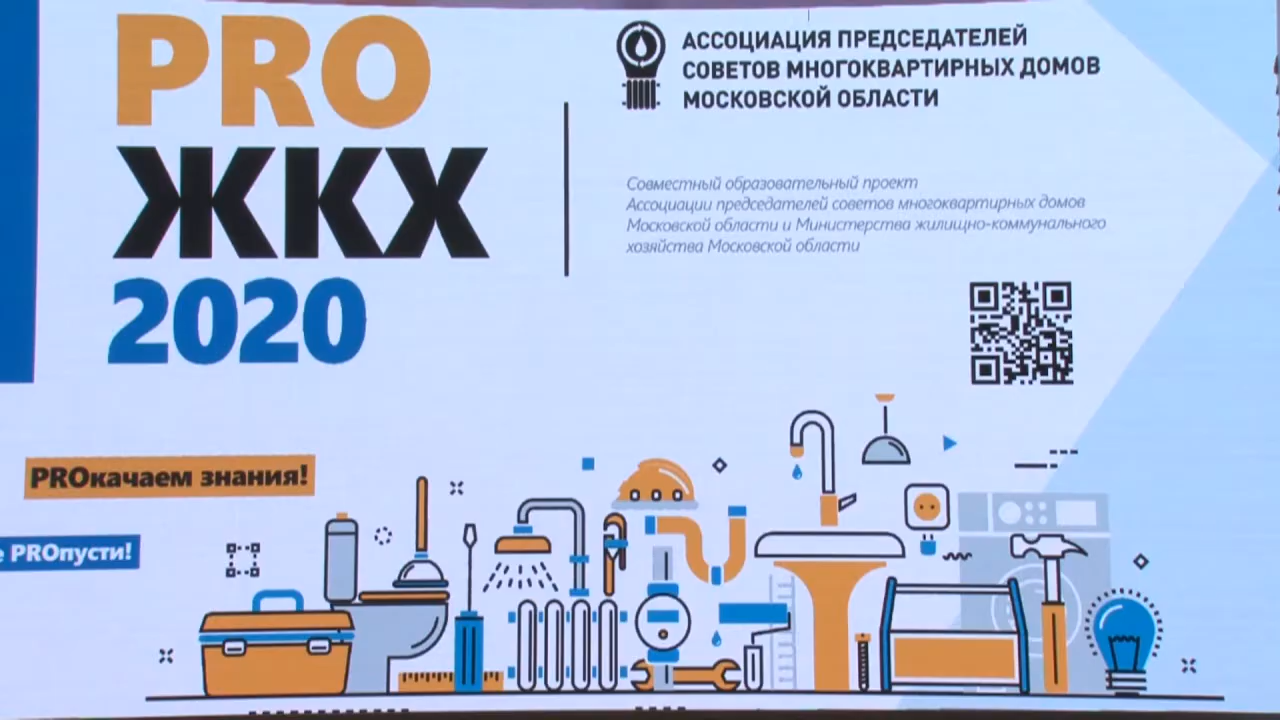 PRO
ЖКХ
2020
АССОЦИАЦИЯ ПРЕДСЕДАТЕЛЕЙ
СОВЕТОВ МНОГОКВАРТИРНЫХ ДОМОВ
МОСКОВСКОЙ ОБЛАСТИ
Совместный образовательный проект
Ассоциации председателей советов многоквартирных домов
Московской области и Министерства жилищно-коммунального
хозяйства Московской области
PROкачаем знания!
е PROпусти!